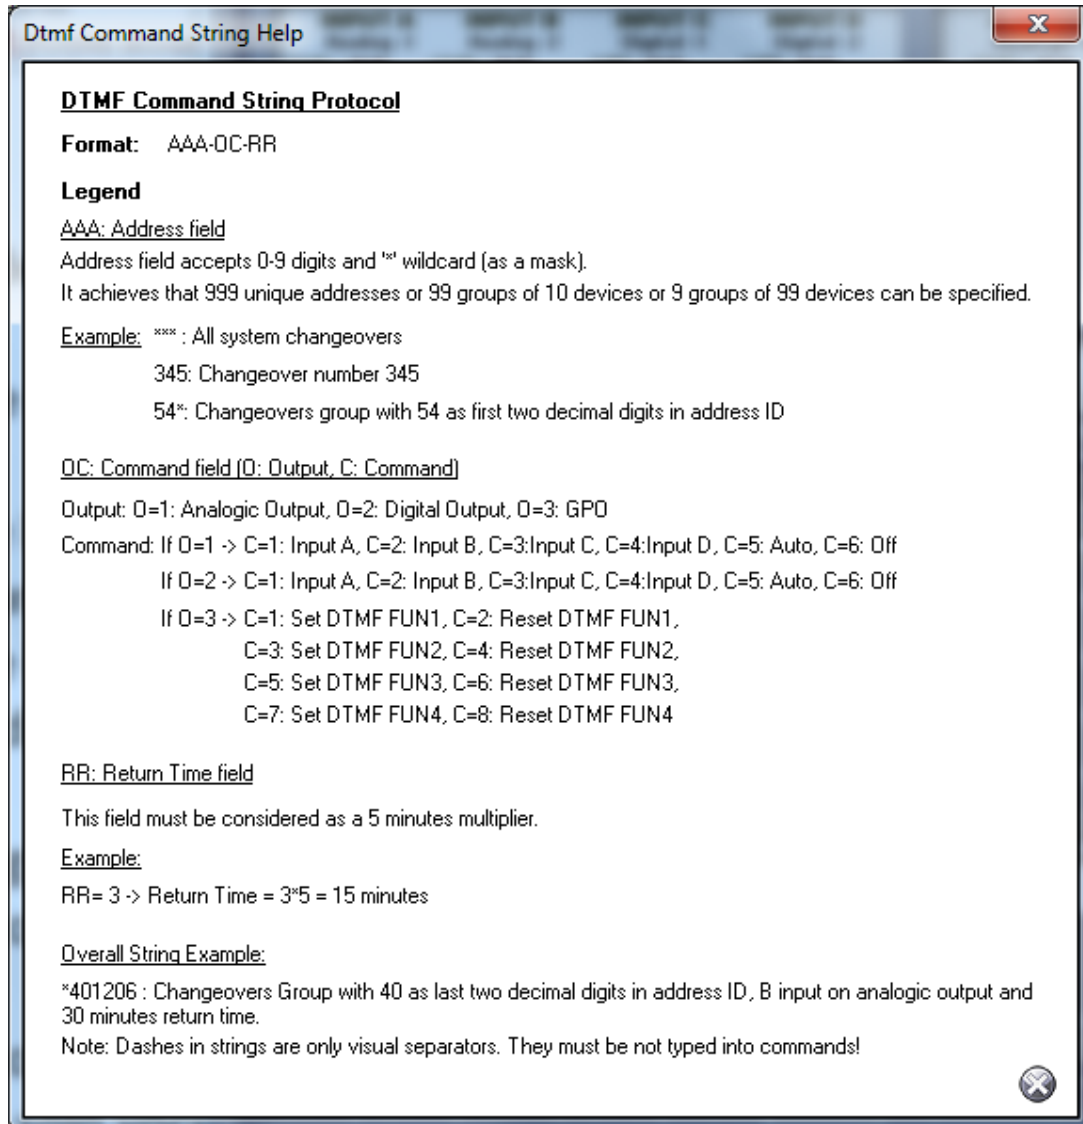 Dtmf Command String Help
DTMF Command String Protocol
Format: AAA-OC-RR
Legend
AAA: Address field
Address field accepts 0-9 digits and '*' wildcard (as a mask).
It achieves that 999 unique addresses or 99 groups of 10 devices or 9 groups of 99 devices can be specified.
Example: *** : All system changeovers
345: Changeover number 345
54*: Changeovers group with 54 as first two decimal digits in address ID
OC: Command field (O: Output, C: Command)
Output: O=1: Analogic Output, O=2: Digital Output, O=3: GPO
Command: If O=1 -> C=1: Input A, C=2: Input B, C=3:Input C, C=4:Input D, C=5: Auto, C=6: Off
If O=2 -> C=1: Input A, C=2: Input B, C=3:Input C, C=4:Input D, C=5: Auto, C=6: Off
If O=3 -> C=1: Set DTMF FUN1, C=2: Reset DTMF FUN1,
C=3: Set DTMF FUN2, C=4: Reset DTMF FUN2,
C=5: Set DTMF FUN3, C=6: Reset DTMF FUN3,
C=7: Set DTMF FUN4, C=8: Reset DTMF FUN4
RR: Return Time field
This field must be considered as a 5 minutes multiplier.
Example:
RR= 3 -> Return Time = 3*5 = 15 minutes
Overall String Example:
*401206 : Changeovers Group with 40 as last two decimal digits in address ID, B input on analogic output and
30 minutes return time.
Note: Dashes in strings are only visual separators. They must be not typed into commands!